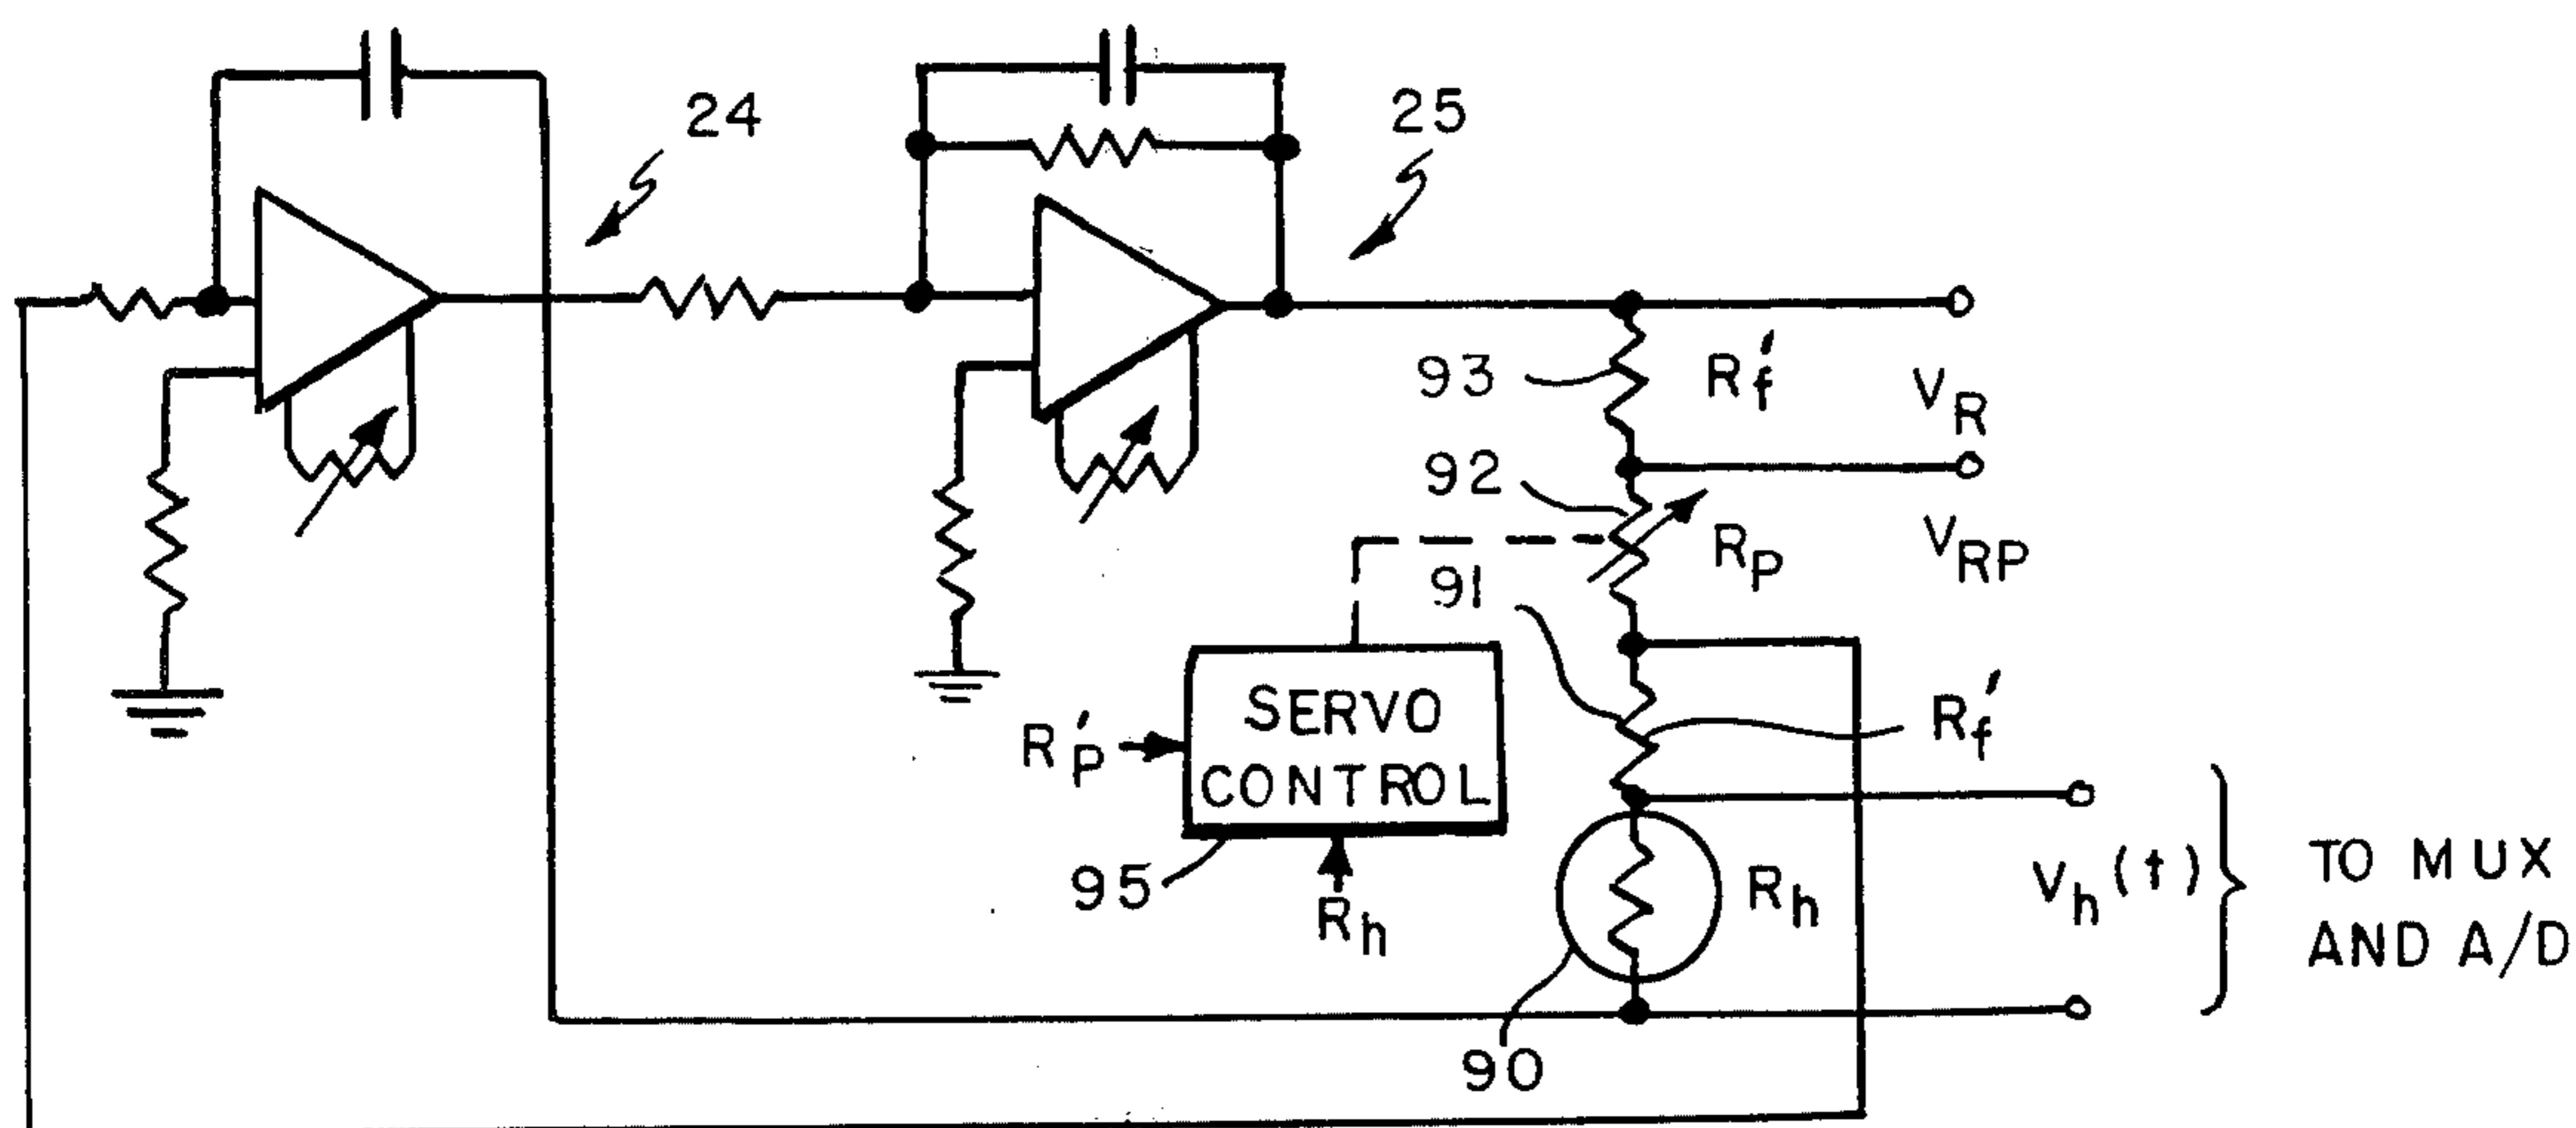 24
25
93
R'f
VR
92
RP
VRP
91
SERVO
CONTROL
R'P
R'f
95
Rh
Rh
vh(t)
TO MUX
AND A/D
90